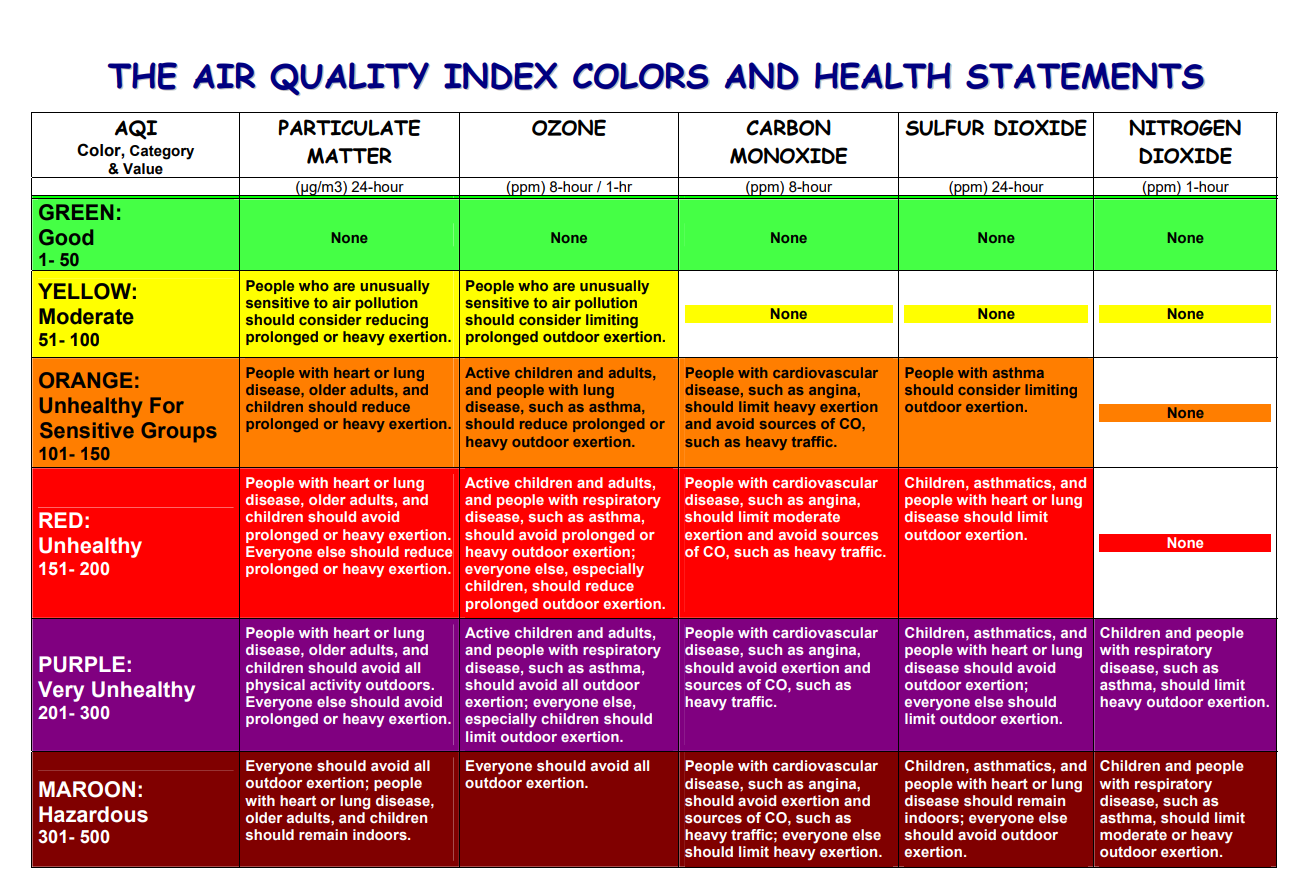 THE AIR QUALITY INDEX COLORS AND HEALTH STATEMENTS
AQI
Color, Category
& Value
PARTICULATE
MATTER
OZONE
CARBON
MONOXIDE
SULFUR DIOXIDE
NITROGEN
DIOXIDE
(µg/m3) 24-hour
(ppm) 8-hour / 1-hr
(ppm) 8-hour
(ppm) 24-hour
(ppm) 1-hour
GREEN:
Good
1- 50
None
None
None
None
None
YELLOW:
Moderate
51- 100
People who are unusually
sensitive to air pollution
should consider reducing
prolonged or heavy exertion.
People who are unusually
sensitive to air pollution
should consider limiting
prolonged outdoor exertion.
None
None
None
ORANGE:
Unhealthy For
Sensitive Groups
101- 150
People with heart or lung
disease, older adults, and
children should reduce
prolonged or heavy exertion.
Active children and adults,
and people with lung
disease, such as asthma,
should reduce prolonged or
heavy outdoor exertion.
People with cardiovascular
disease, such as angina,
should limit heavy exertion
and avoid sources of CO,
such as heavy traffic.
People with asthma
should consider limiting
outdoor exertion.
None
RED:
Unhealthy
151- 200
People with heart or lung
disease, older adults, and
children should avoid
prolonged or heavy exertion.
Everyone else should reduce
prolonged or heavy exertion.
Active children and adults,
and people with respiratory
disease, such as asthma,
should avoid prolonged or
heavy outdoor exertion;
everyone else, especially
children, should reduce
prolonged outdoor exertion.
People with cardiovascular
disease, such as angina,
should limit moderate
exertion and avoid sources
of CO, such as heavy traffic.
Children, asthmatics, and
people with heart or lung
disease should limit
outdoor exertion.
None
PURPLE:
Very Unhealthy
201- 300
People with heart or lung
disease, older adults, and
children should avoid all
physical activity outdoors.
Everyone else should avoid
prolonged or heavy exertion.
Active children and adults,
and people with respiratory
disease, such as asthma,
should avoid all outdoor
exertion; everyone else,
especially children should
limit outdoor exertion.
People with cardiovascular
disease, such as angina,
should avoid exertion and
sources of CO, such as
heavy traffic.
Children, asthmatics, and
people with heart or lung
disease should avoid
outdoor exertion;
everyone else should
limit outdoor exertion.
Children and people
with respiratory
disease, such as
asthma, should limit
heavy outdoor exertion.
MAROON:
Hazardous
301- 500
Everyone should avoid all
outdoor exertion; people
with heart or lung disease,
older adults, and children
should remain indoors.
Everyone should avoid all
outdoor exertion.
People with cardiovascular
disease, such as angina,
should avoid exertion and
sources of CO, such as
heavy traffic; everyone else
should limit heavy exertion.
Children, asthmatics, and
people with heart or lung
disease should remain
indoors; everyone else
should avoid outdoor
exertion.
Children and people
with respiratory
disease, such as
asthma, should limit
moderate or heavy
outdoor exertion.